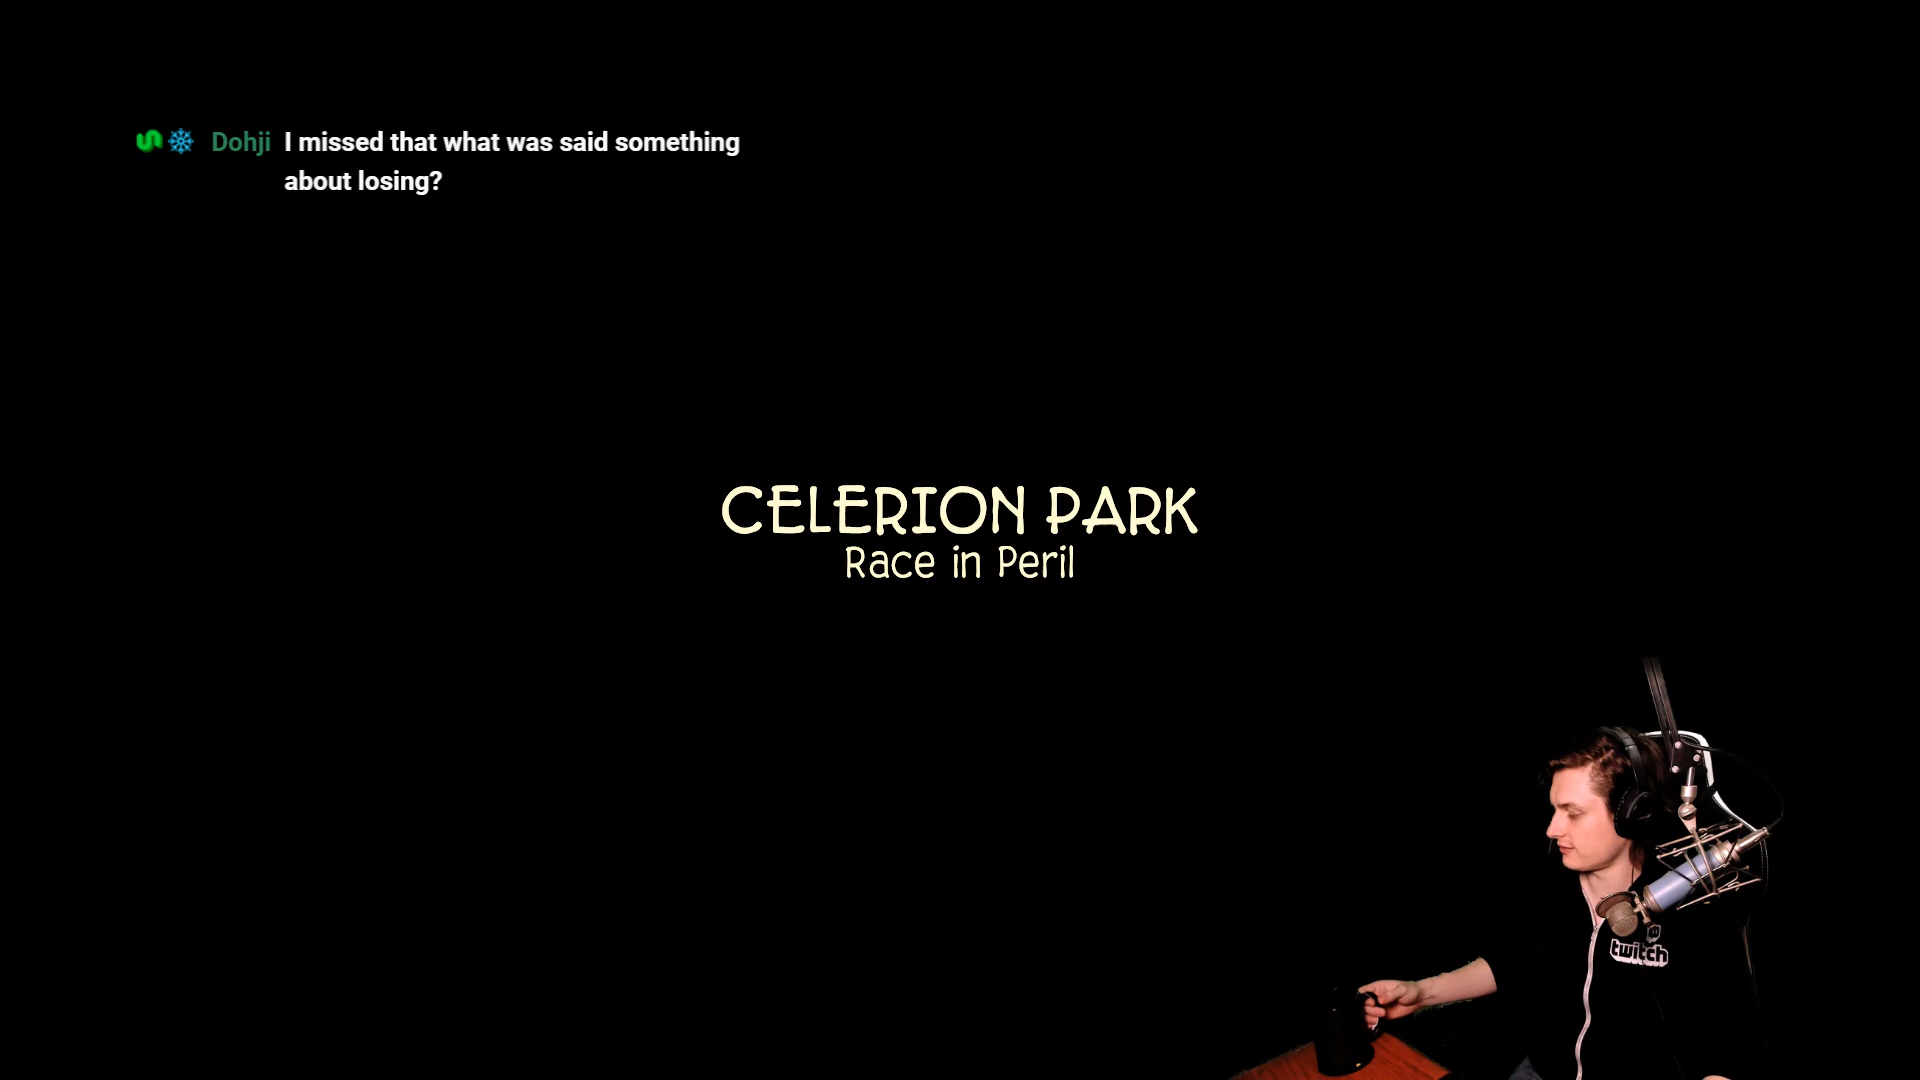 Dohji I missed that what was said something
about losing?
CELERION PARK
Race in Peril
twitch